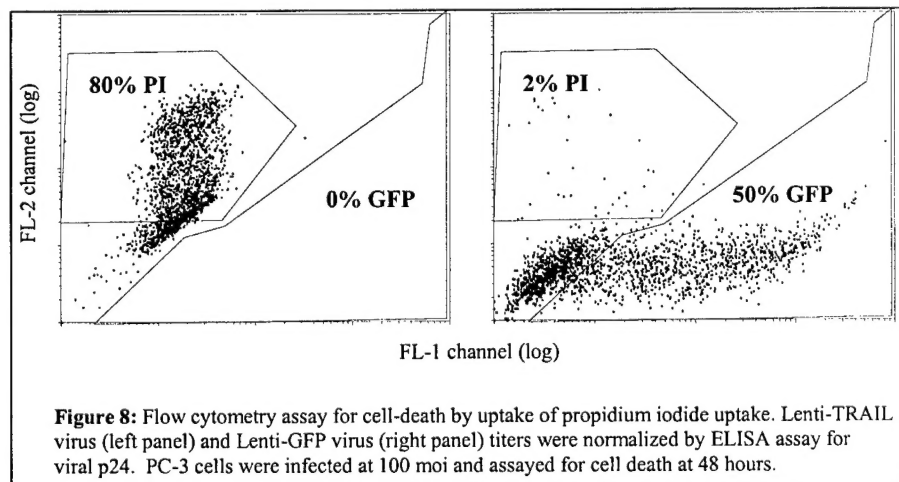 80% PI
2% PI
0% GFP
50% GFP
FL-2 channel (log)
FL-1 channel (log)
Figure 8: Flow cytometry assay for cell-death by uptake of propidium iodide uptake. Lenti-TRAIL
virus (left panel) and Lenti-GFP virus (right panel) titers were normalized by ELISA assay for
viral p24. PC-3 cells were infected at 100 moi and assayed for cell death at 48 hours.